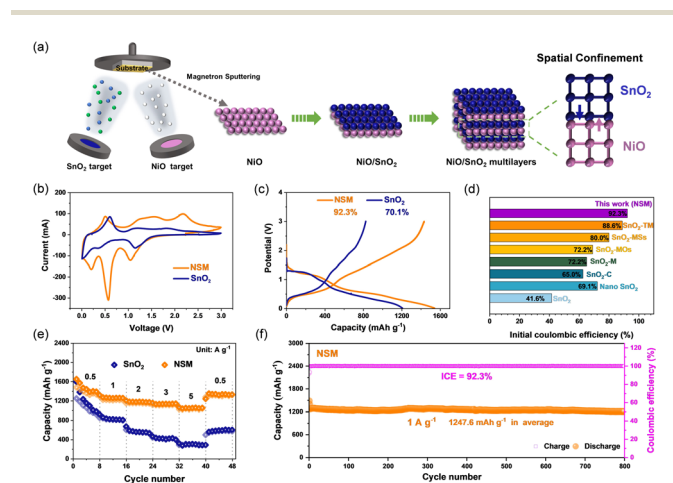 (a)
Substrate
Magnetron Sputtering
SnO₂ target
NiO target
NiO
NiO/SnO₂
NiO/SnO₂ multilayers
Spatial Confinement
SnO₂
NiO
(b)
Current (mA)
100
50
0
-50
-100
-300
NSM
SnO₂
0.0 0.5 1.0 1.5 2.0 2.5 3.0
Voltage (V)
(c)
Potential (V)
4
3
2
1
0
NSM SnO₂
92.3% 70.1%
0 400 800 1200 1600
Capacity (mAh g⁻¹)
(d)
This work (NSM)
92.3%
88.6% SnO₂-TM
80.0% SnO₂-MSs
72.2% SnO₂-MOs
72.2% SnO₂-M
SnO₂-C
69.1% Nano SnO₂
41.6% SnO₂
0 20 40 60 80 100
Initial coulombic efficiency (%)
(e)
Capacity (mAh g⁻¹)
2400
2000
1600
1200
800
400
0
Unit: A g⁻¹
SnO₂ NSM
0.5 1 2 3 5 0.5
0 8 16 24 32 40 48
Cycle number
(f)
Capacity (mAh g⁻¹)
3000
2400
1800
1200
600
0
NSM
ICE = 92.3%
1 A g⁻¹ 1247.6 mAh g⁻¹ in average
Charge Discharge
0 100 200 300 400 500 600 700 800
Cycle number
100
80
60
40
20
0
Coulombic efficiency (%)